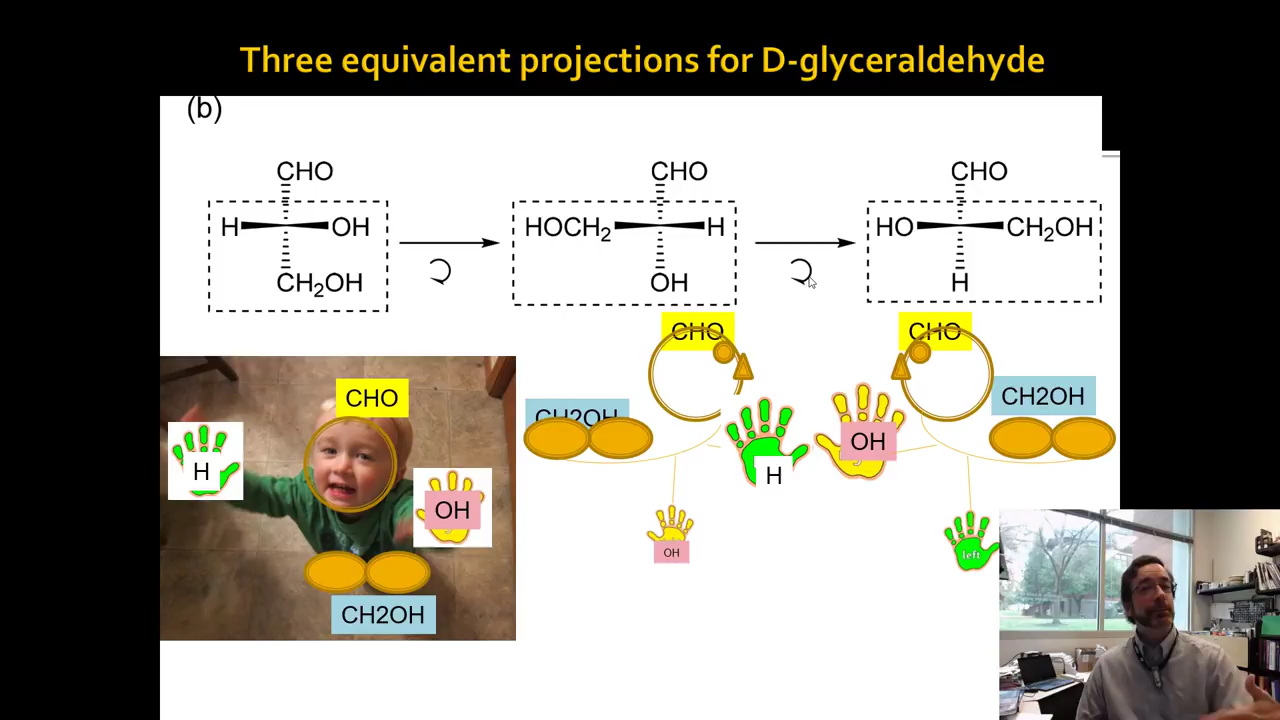 Three equivalent projections for D-glyceraldehyde
(b)
CHO
H
OH
CH2OH
CHO
HOCH2
H
OH
CHO
HO
CH2OH
H
CHO
CHO
CH2OH
CH2OH
H
OH
CHO
H
OH
CH2OH
OH
left